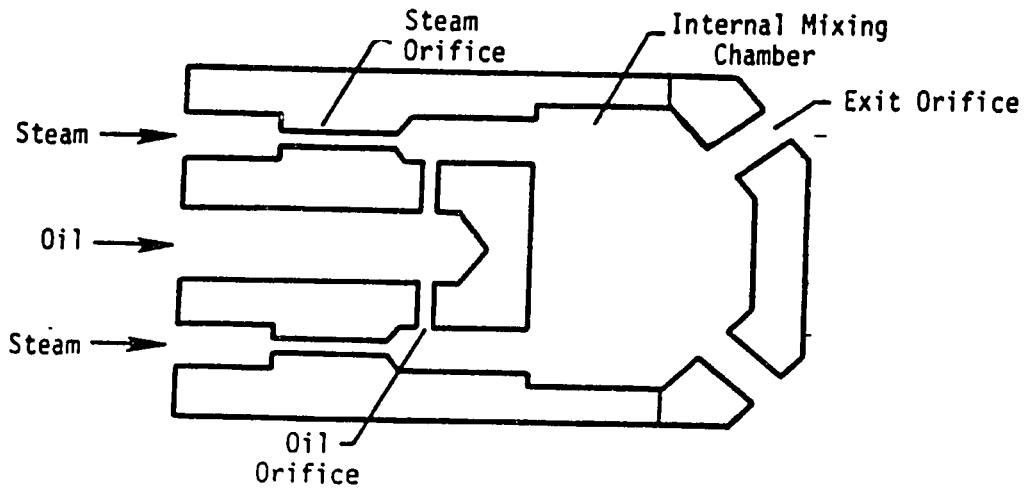 Steam
Orifice
Internal Mixing
Chamber
Exit Orifice
Steam
Oil
Steam
Oil
Orifice